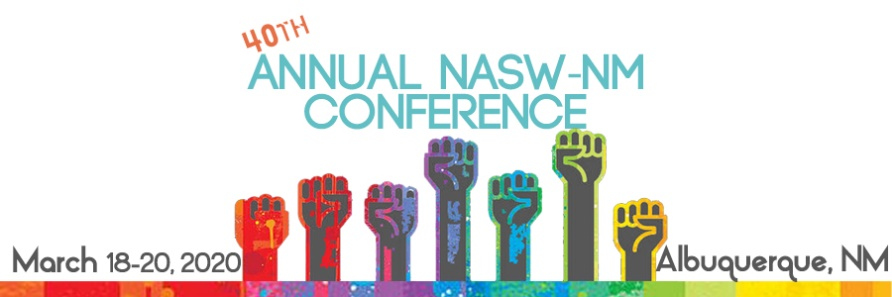 40TH
ANNUAL NASW-NM
CONFERENCE
March 18-20, 2020
Albuquerque, NM